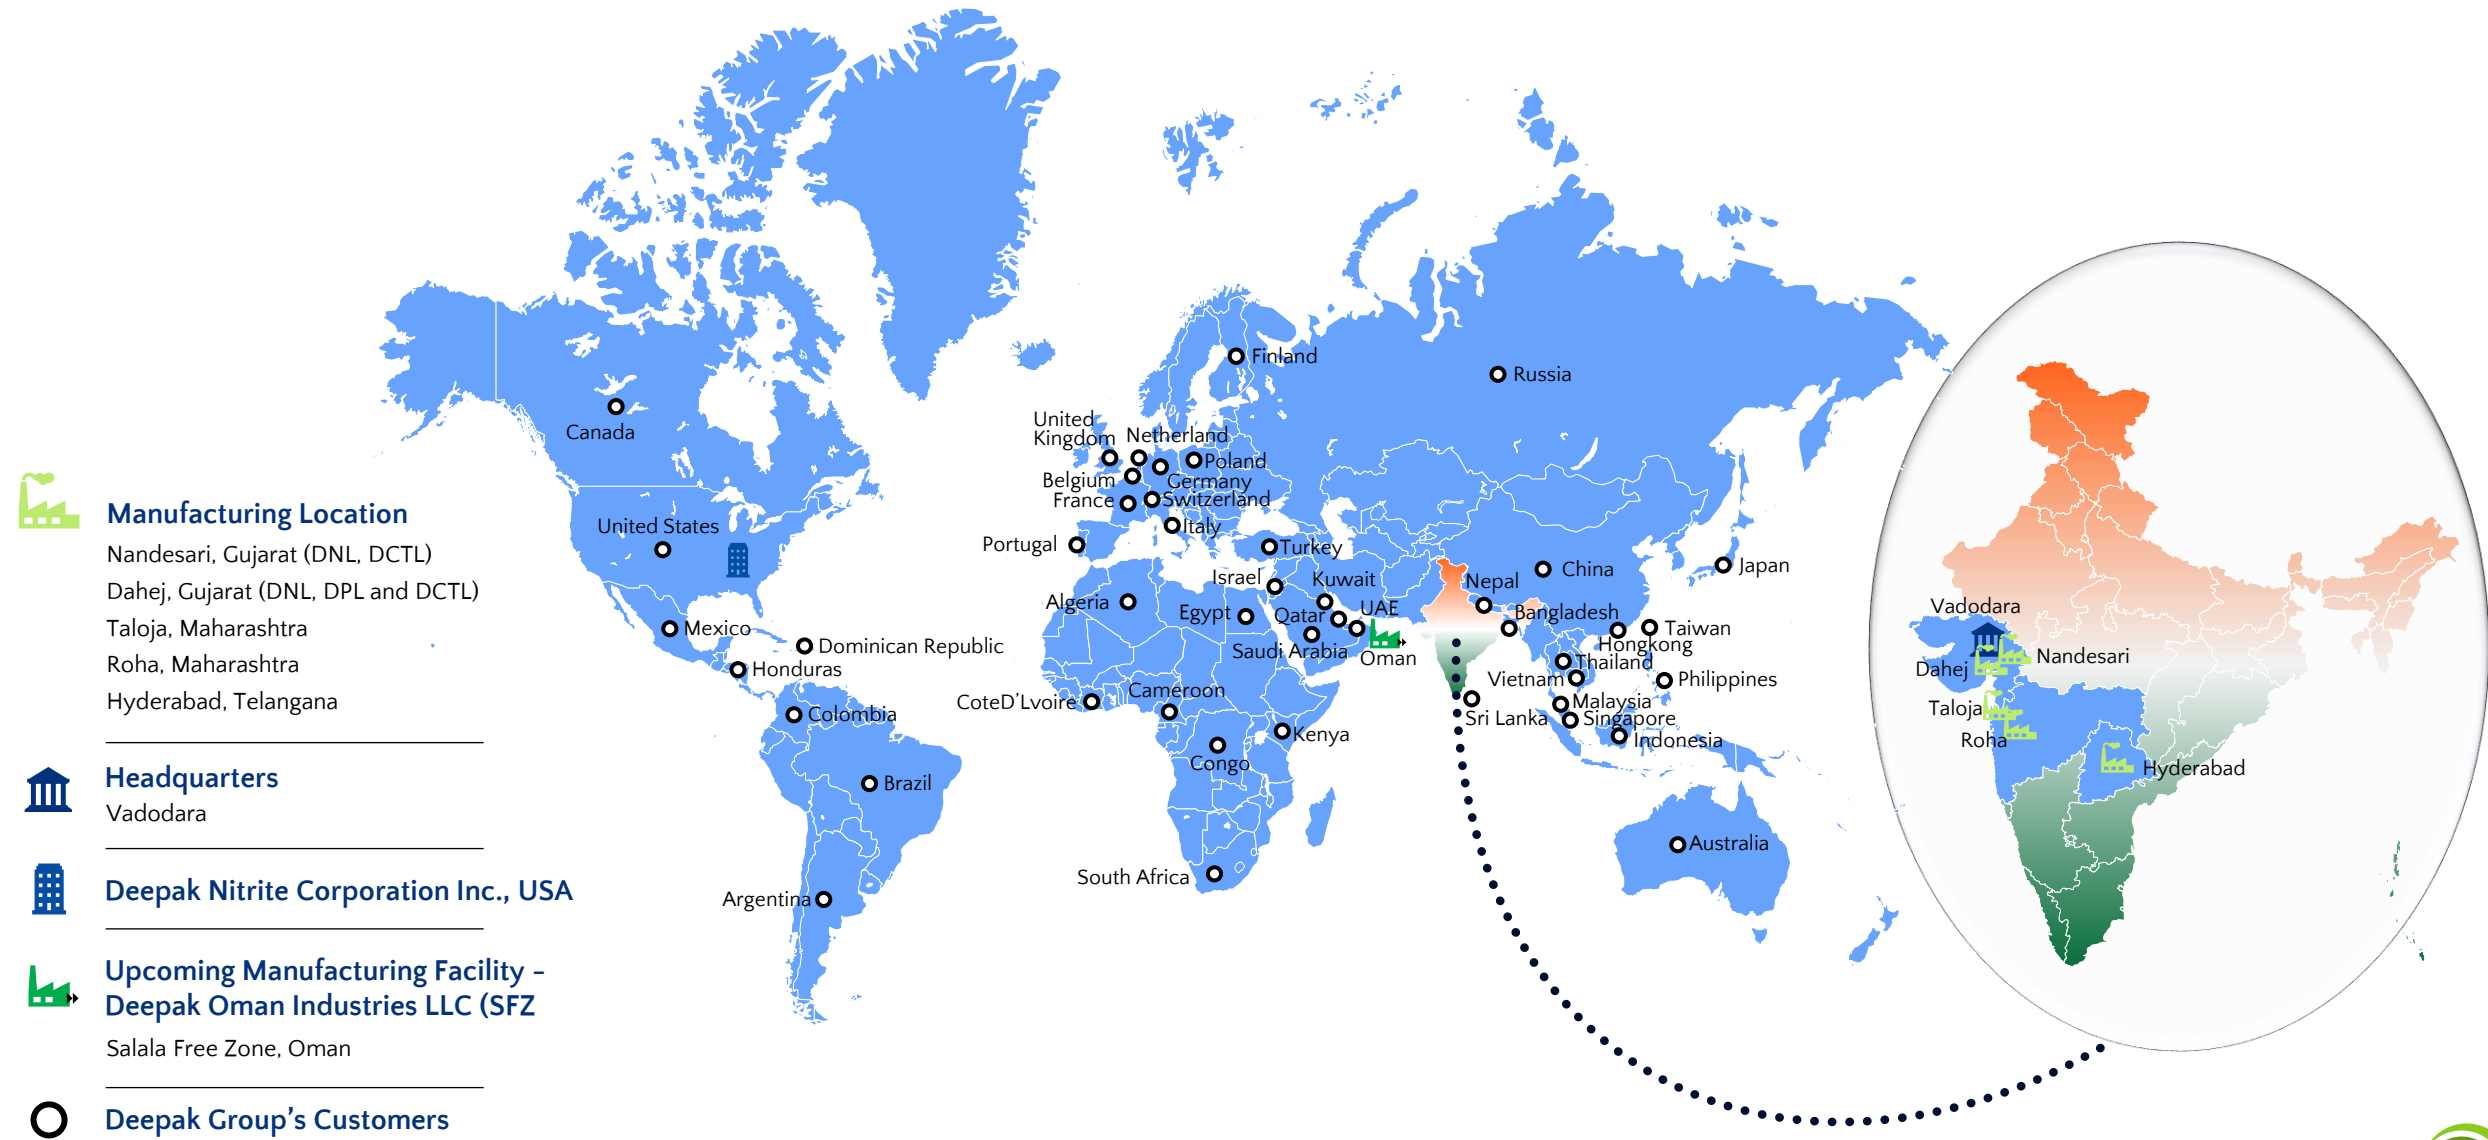 Manufacturing Location
Nandesari, Gujarat (DNL, DCTL)
Dahej, Gujarat (DNL, DPL and DCTL)
Taloja, Maharashtra
Roha, Maharashtra
Hyderabad, Telangana
Headquarters
Vadodara
Deepak Nitrite Corporation Inc., USA
Upcoming Manufacturing Facility -
Deepak Oman Industries LLC (SFZ
Salala Free Zone, Oman
Deepak Group's Customers
Canada
United States
Mexico
Dominican Republic
Honduras
Colombia
Brazil
Argentina
Finland
Russia
United
Kingdom
Netherland
Poland
Belgium
Germany
France
Switzerland
Italy
Portugal
Turkey
Israel
Kuwait
Algeria
Egypt
Qatar
UAE
Saudi Arabia
Oman
CoteD'Lvoire
Cameroon
Kenya
Congo
South Africa
Nepal
China
Japan
Bangladesh
Taiwan
Hongkong
Thailand
Vietnam
Philippines
Malaysia
Sri Lanka
Singapore
Indonesia
Australia
Vadodara
Nandesari
Dahej
Taloja
Roha
Hyderabad